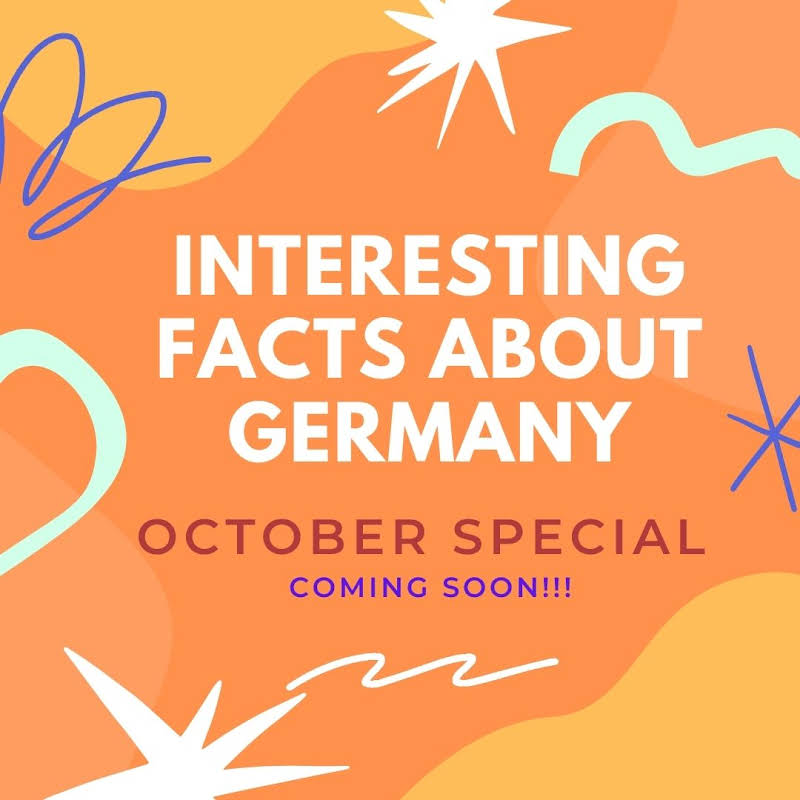 INTERESTING
FACTS ABOUT
GERMANY
OCTOBER SPECIAL
COMING SOON!!!